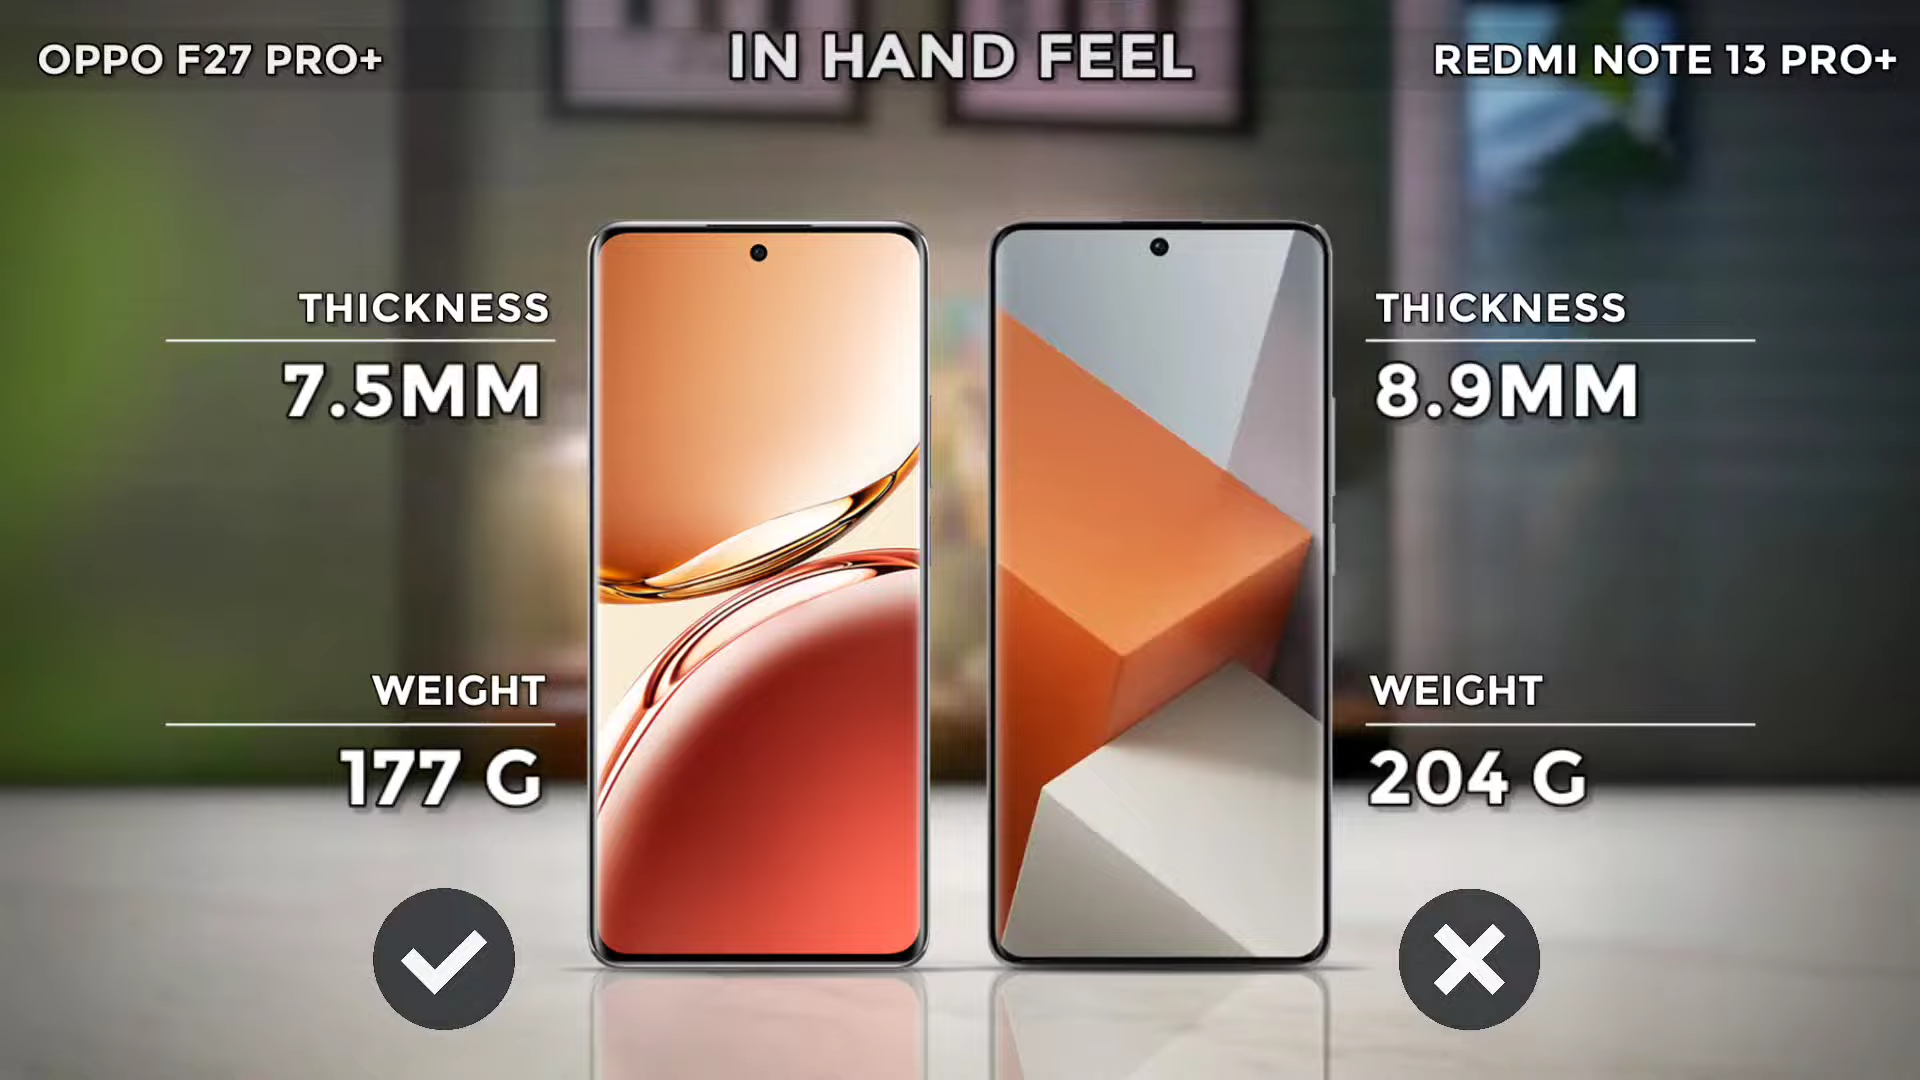 OPPO F27 PRO+
IN HAND FEEL
REDMI NOTE 13 PRO+
THICKNESS
7.5MM
WEIGHT
177 G
THICKNESS
8.9MM
WEIGHT
204 G